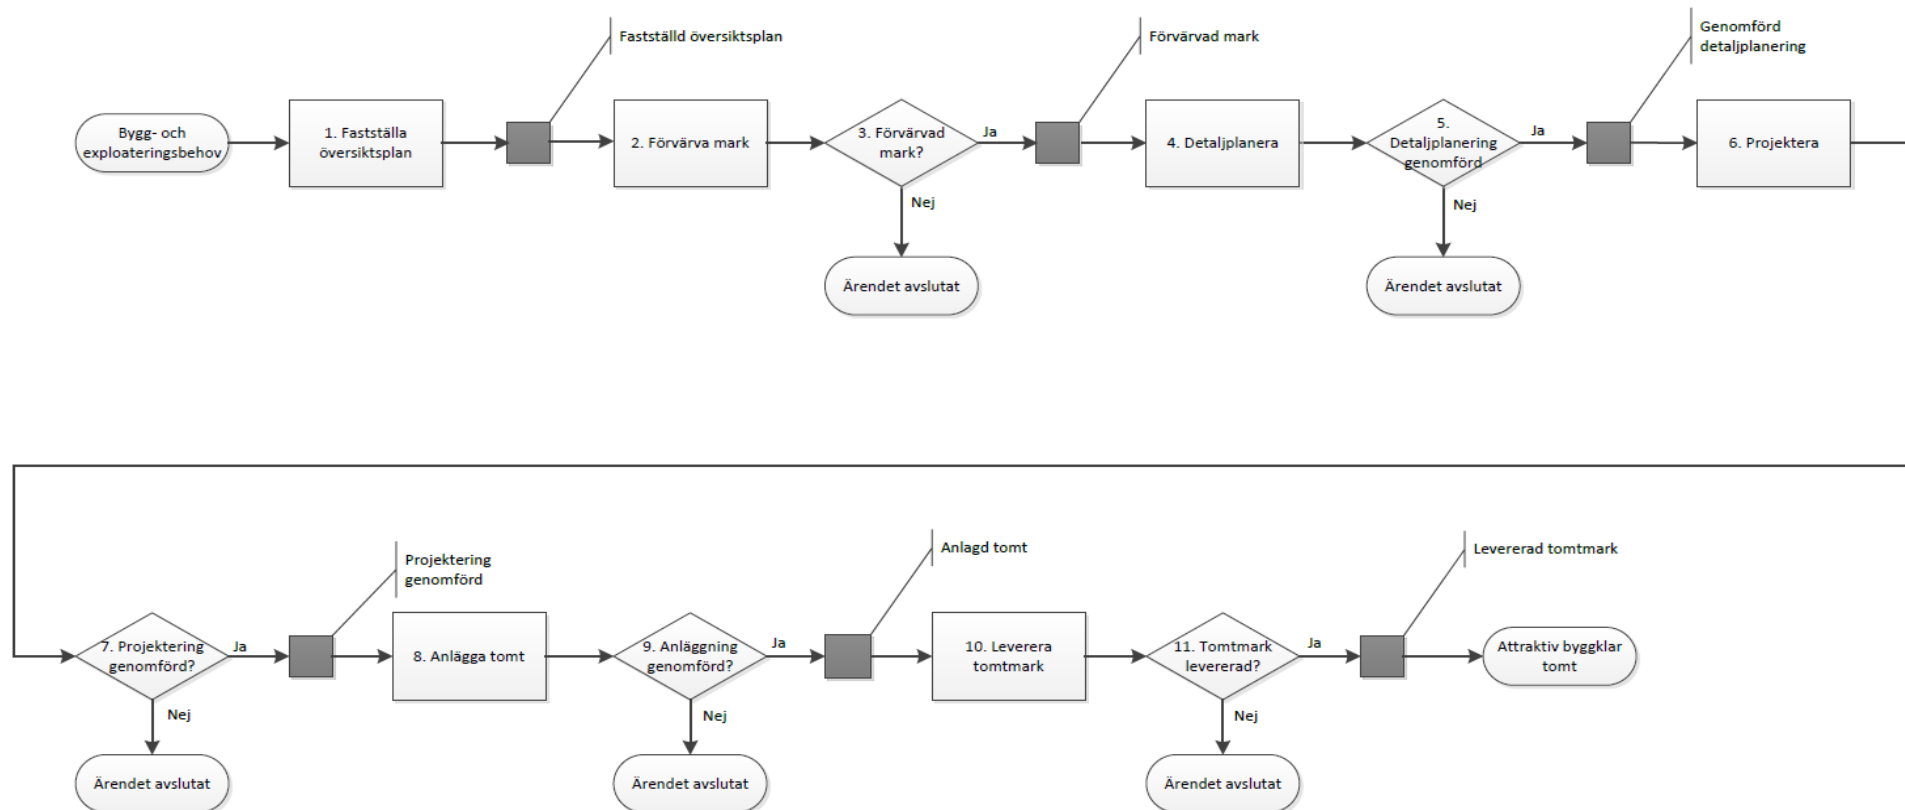 Fastställd översiktsplan
Förvärvad mark
Genomförd
detaljplanering
Bygg- och
exploateringsbehov
1. Fastställa
översiktsplan
2. Förvärva mark
3. Förvärvad
mark?
Ja
4. Detaljplanera
5.
Detaljplanering
genomförd
Ja
6. Projektera
Nej
Nej
Ärendet avslutat
Ärendet avslutat
Projektering
genomförd
Anlagd tomt
Levererad tomtmark
7. Projektering
genomförd?
Ja
8. Anlägga tomt
9. Anläggning
genomförd?
Ja
10. Leverera
tomtmark
11. Tomtmark
levererad?
Ja
Attraktiv byggklar
tomt
Nej
Nej
Nej
Ärendet avslutat
Ärendet avslutat
Ärendet avslutat